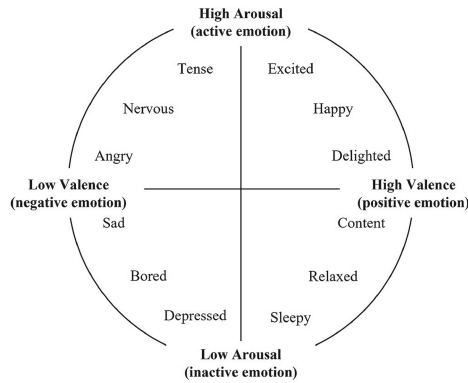 High Arousal
(active emotion)
Tense
Excited
Nervous
Happy
Angry
Delighted
Low Valence
(negative emotion)
High Valence
(positive emotion)
Sad
Content
Bored
Relaxed
Depressed
Sleepy
Low Arousal
(inactive emotion)